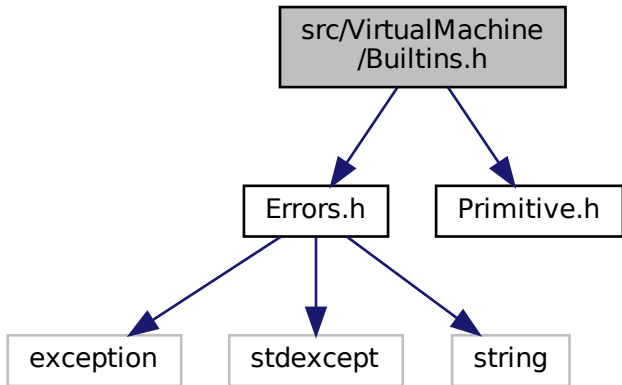 src/VirtualMachine
/Builtins.h
Errors.h
Primitive.h
exception
stdexcept
string